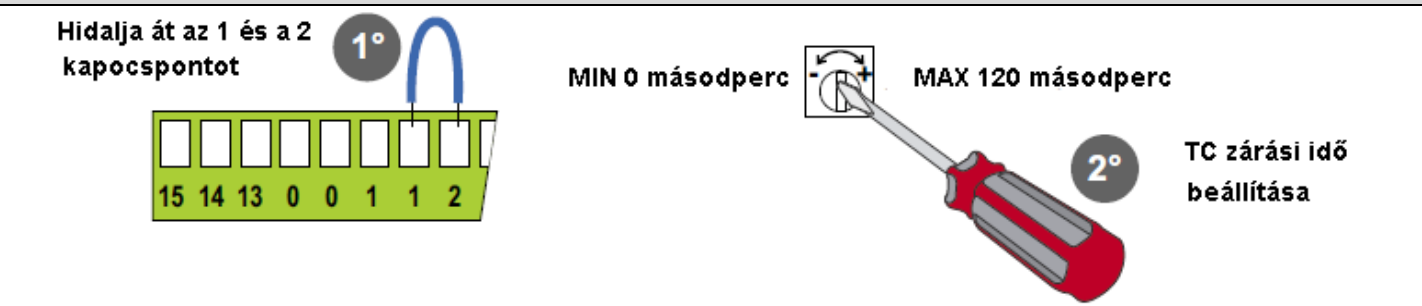 Hidalja át az 1 és a 2
kapocspontot
1°
15 14 13 0 0 1 1 2
MIN 0 másodperc
- +
MAX 120 másodperc
2°
TC zárási idő
beállítása